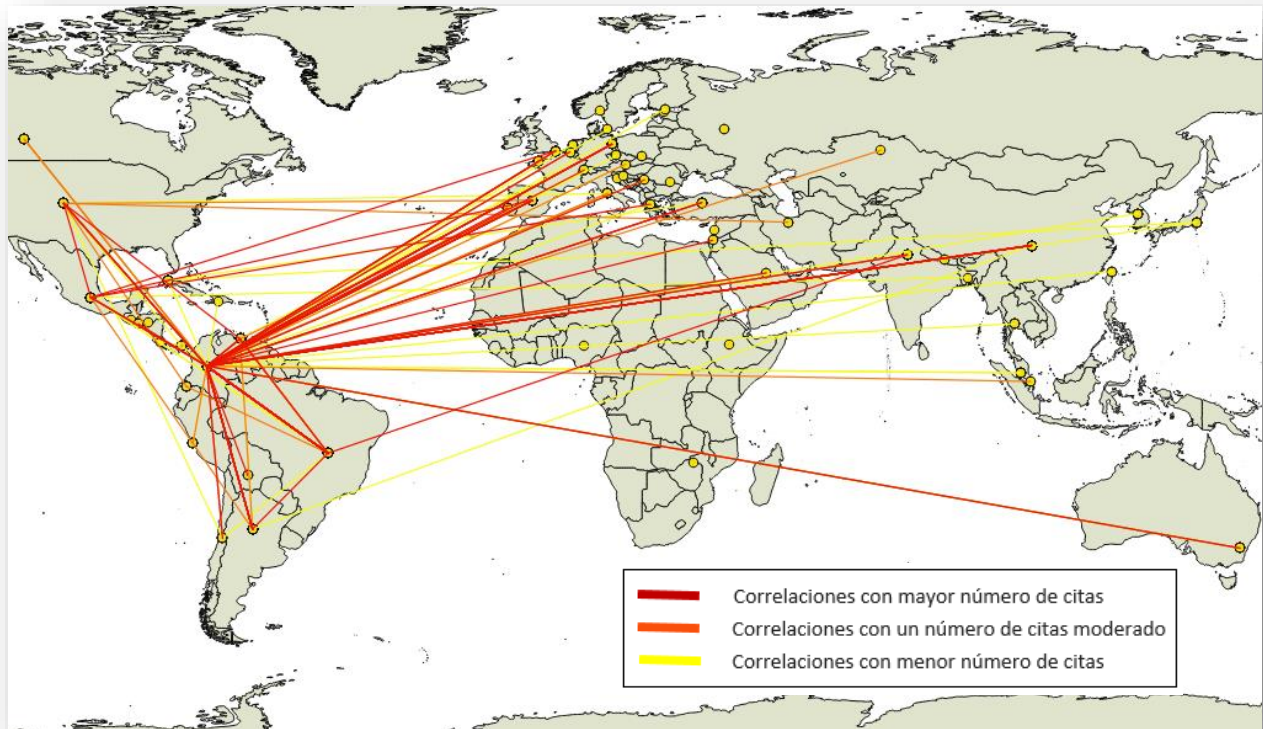 Correlaciones con mayor número de citas
Correlaciones con un número de citas moderado
Correlaciones con menor número de citas